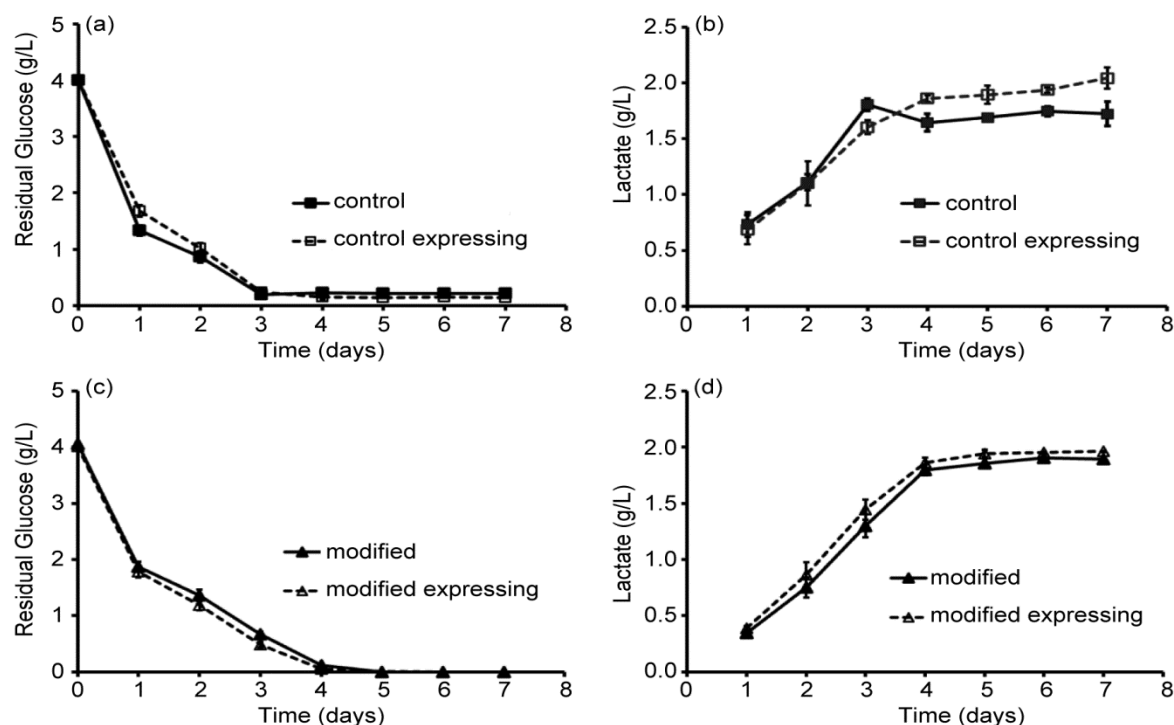 (a)
Residual Glucose (g/L)
5
4
3
2
1
0
control
control expressing
0 1 2 3 4 5 6 7 8
Time (days)
(b)
Lactate (g/L)
2.5
2.0
1.5
1.0
0.5
0.0
control
control expressing
0 1 2 3 4 5 6 7 8
Time (days)
(c)
Residual Glucose (g/L)
5
4
3
2
1
0
modified
modified expressing
0 1 2 3 4 5 6 7 8
Time (days)
(d)
Lactate (g/L)
2.5
2.0
1.5
1.0
0.5
0.0
modified
modified expressing
0 1 2 3 4 5 6 7 8
Time (days)